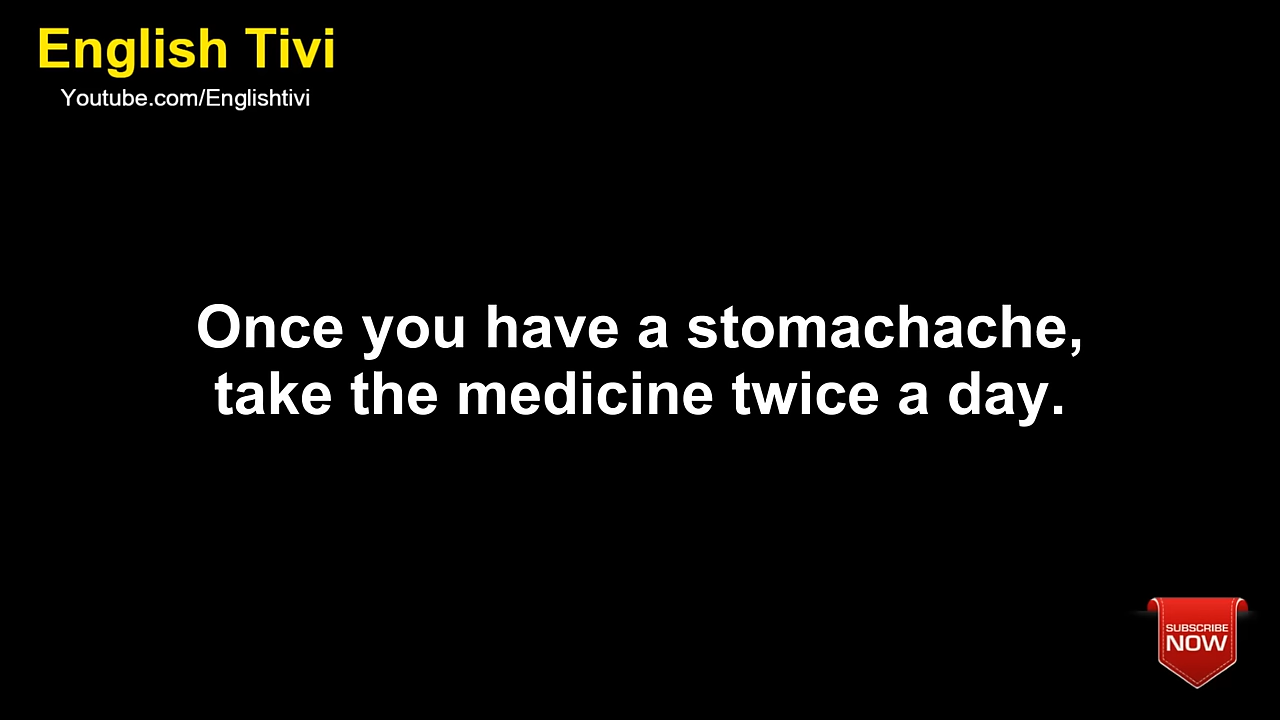 English Tivi
Youtube.com/Englishtivi
Once you have a stomachache,
take the medicine twice a day.
SUBSCRIBE
NOW